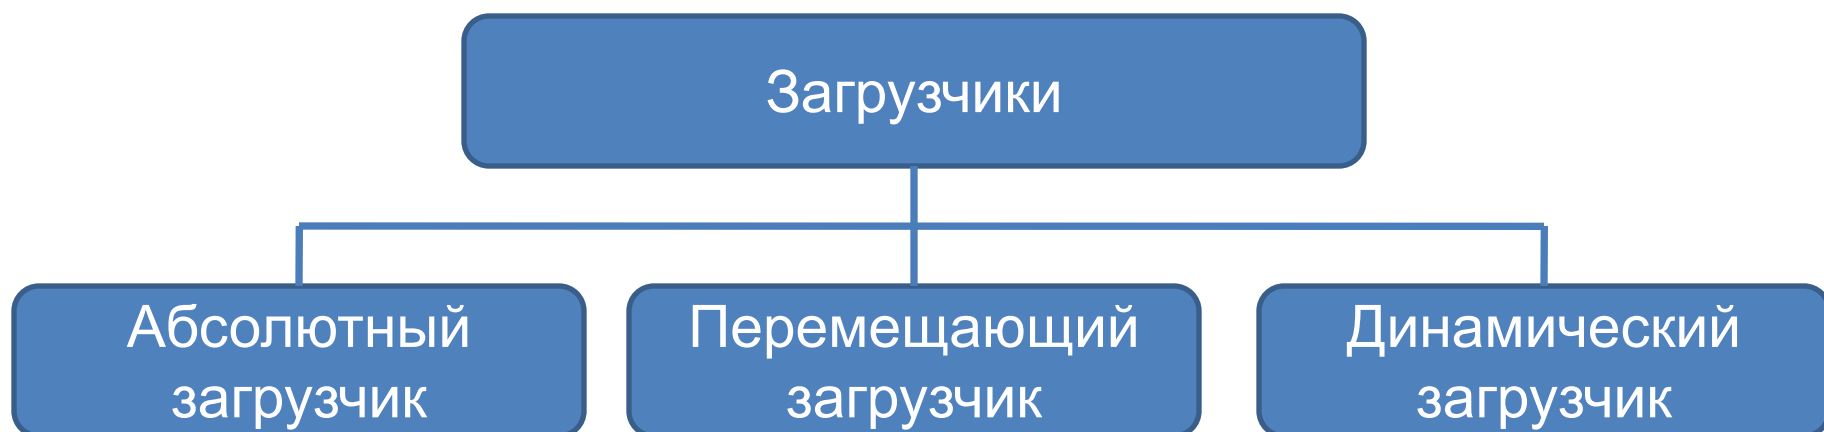 Загрузчики
Абсолютный
загрузчик
Перемещающий
загрузчик
Динамический
загрузчик